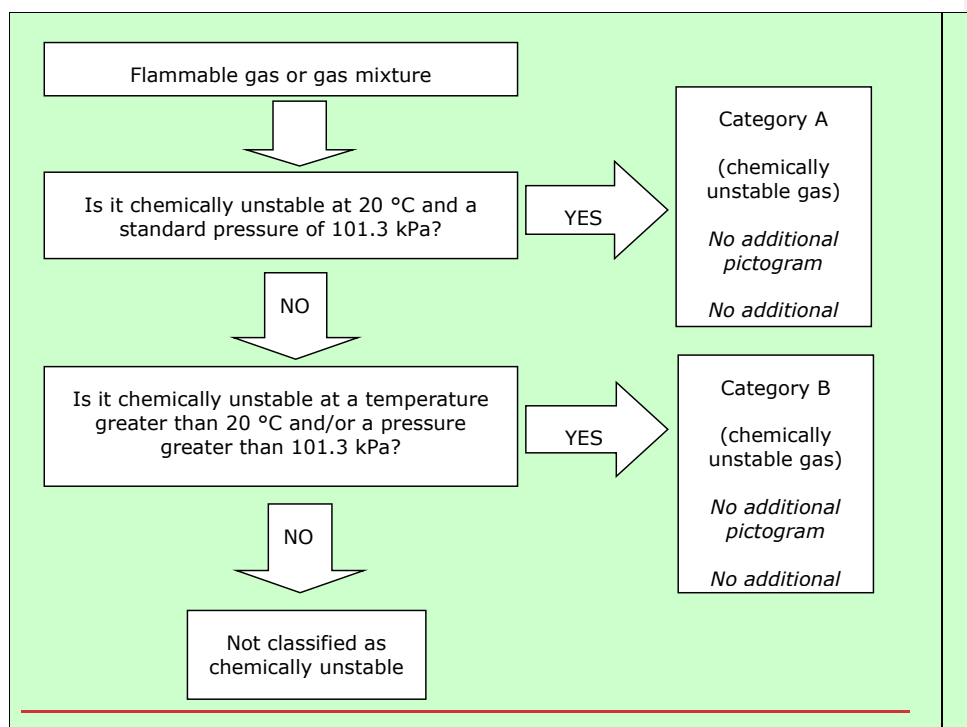 Flammable gas or gas mixture
Is it chemically unstable at 20 °C and a
standard pressure of 101.3 kPa?
YES
Category A
(chemically
unstable gas)
No additional
pictogram
No additional
NO
Is it chemically unstable at a temperature
greater than 20 °C and/or a pressure
greater than 101.3 kPa?
YES
Category B
(chemically
unstable gas)
No additional
pictogram
No additional
NO
Not classified as
chemically unstable